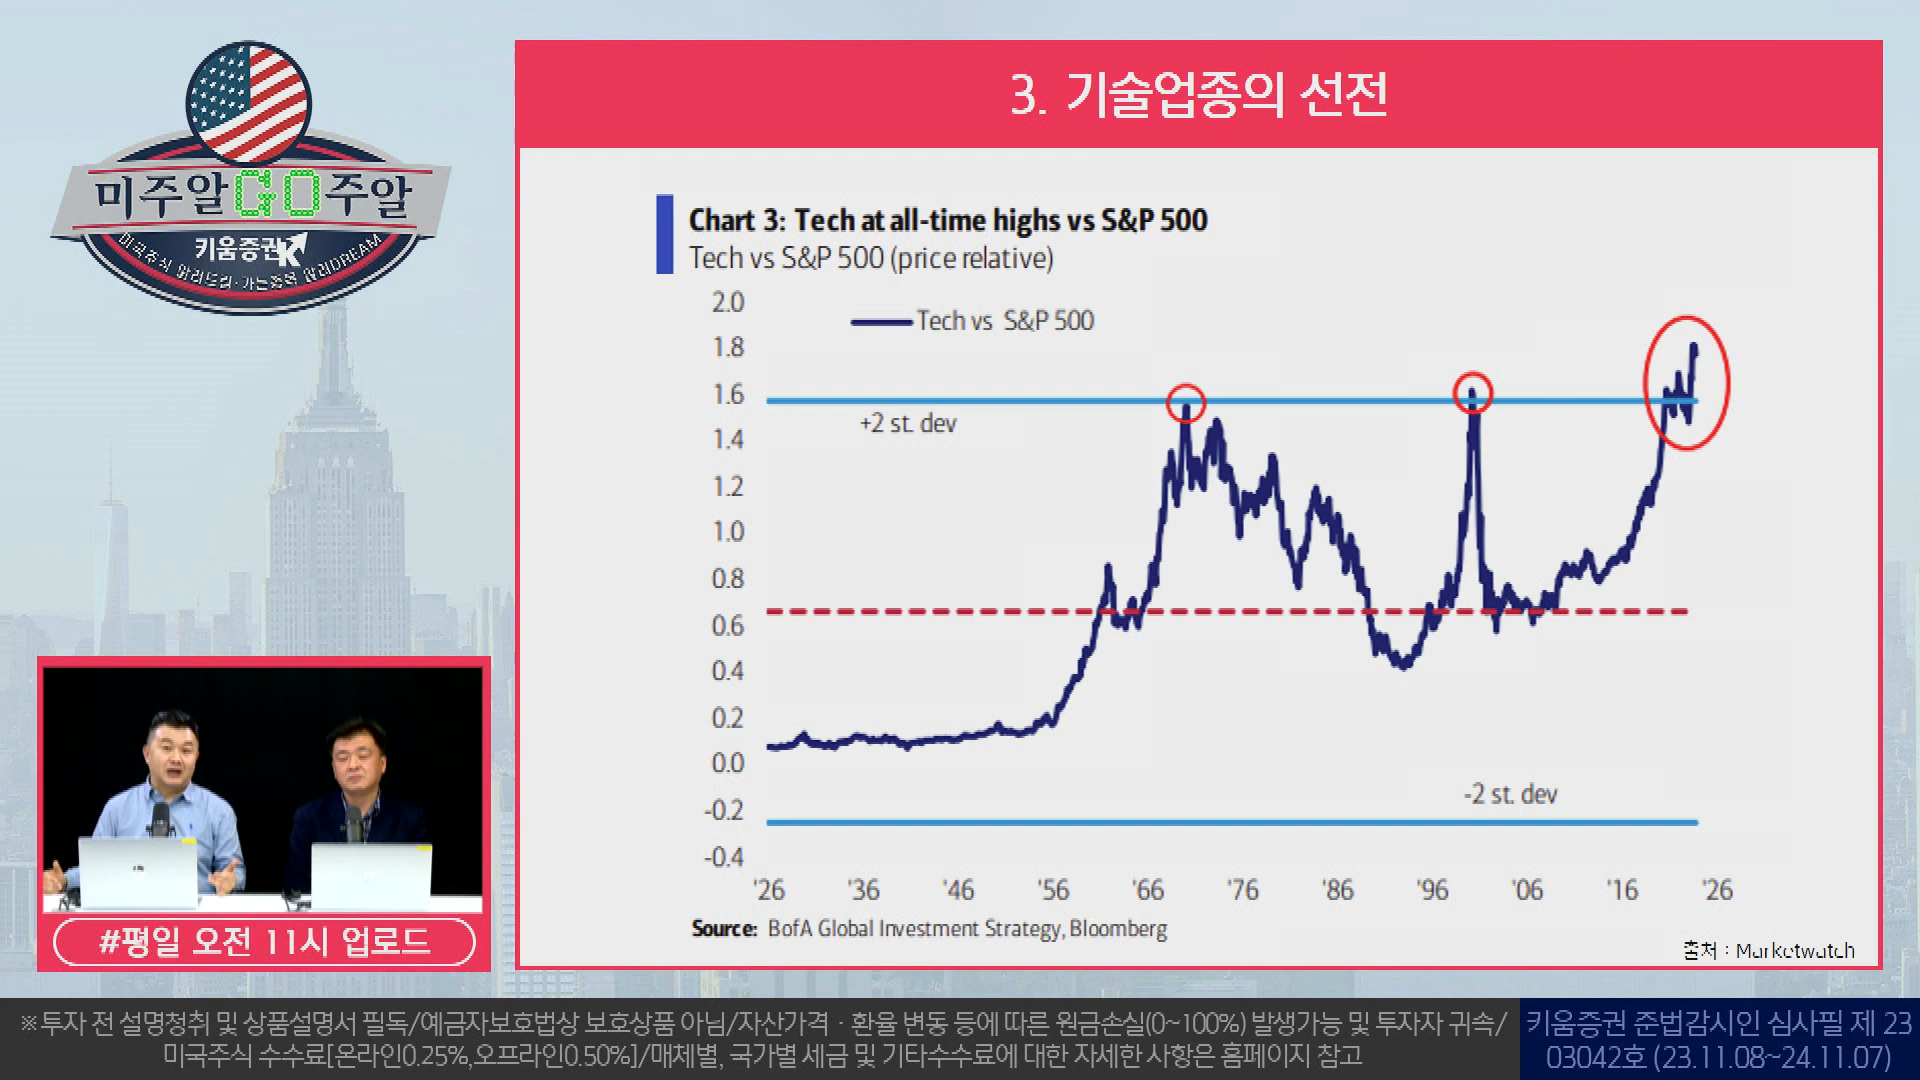 미주알GO주알
키움증권
미국주식 알려드림·가는종목 알려DREAM
3. 기술업종의 선전
Chart 3: Tech at all-time highs vs S&P 500
Tech vs S&P 500 (price relative)
2.0
1.8
1.6
1.4
1.2
1.0
0.8
0.6
0.4
0.2
0.0
-0.2
-0.4
Tech vs S&P 500
+2 st. dev
-2 st. dev
'26 '36 '46 '56 '66 '76 '86 '96 '06 '16 '26
Source: BofA Global Investment Strategy, Bloomberg
출처 : Marketwatch
#평일 오전 11시 업로드
※투자 전 설명청취 및 상품설명서 필독/예금자보호법상 보호상품 아님/자산가격·환율 변동 등에 따른 원금손실(0~100%) 발생가능 및 투자자 귀속/
미국주식 수수료[온라인0.25%,오프라인0.50%]/매체별, 국가별 세금 및 기타수수료에 대한 자세한 사항은 홈페이지 참고
키움증권 준법감시인 심사필 제 23
03042호 (23.11.08~24.11.07)